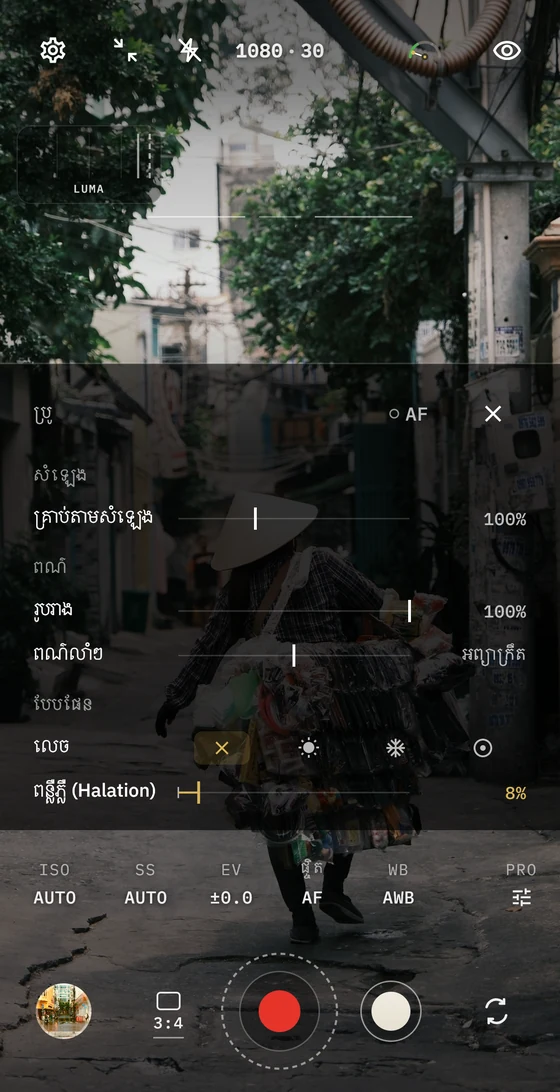 1080 • 30
LUMA
ប្រូ
AF
សំឡេង
គ្រាប់តាមសំឡេង 100%
ពណ៌
រូបរាង 100%
ពណ៌លាំៗ អព្យាក្រឹត
បែបផែន
លេច
ពន្លឺភ្លឺ (Halation) 8%
ISO SS EV ផ្ចិត WB PRO
AUTO AUTO ±0.0 AF AWB
3:4